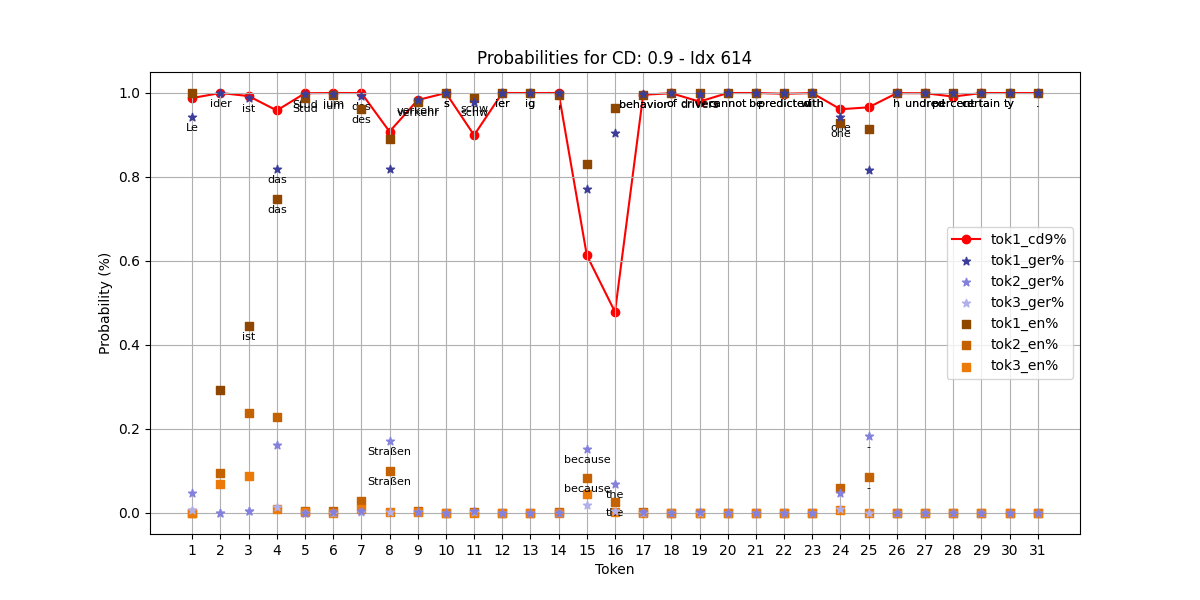 Probabilities for CD: 0.9 - Idx 614
Probability (%)
1.0
0.8
0.6
0.4
0.2
0.0
Le
ider
ist
ist
das
das
Stud
Stud
ium
ium
des
des
Straßen
Straßen
verkehr
verkehr
s
schw
schw
ier
ig
because
because
the
the
behavior
of
drivers
cannot
be
predicted
with
one
one
-
-
h
undred
percent
certain
ty
.
tok1_cd9%
tok1_ger%
tok2_ger%
tok3_ger%
tok1_en%
tok2_en%
tok3_en%
1 2 3 4 5 6 7 8 9 10 11 12 13 14 15 16 17 18 19 20 21 22 23 24 25 26 27 28 29 30 31
Token